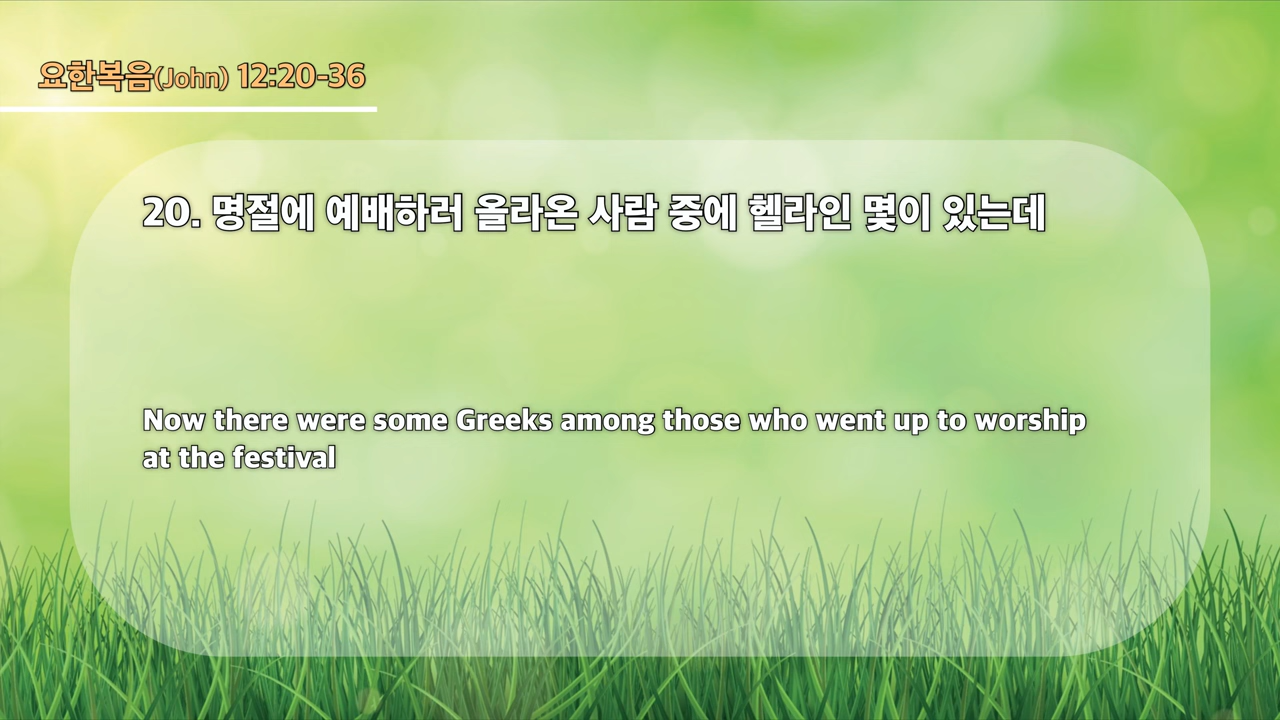 요한복음(John) 12:20-36
20. 명절에 예배하러 올라온 사람 중에 헬라인 몇이 있는데
Now there were some Greeks among those who went up to worship
at the festival